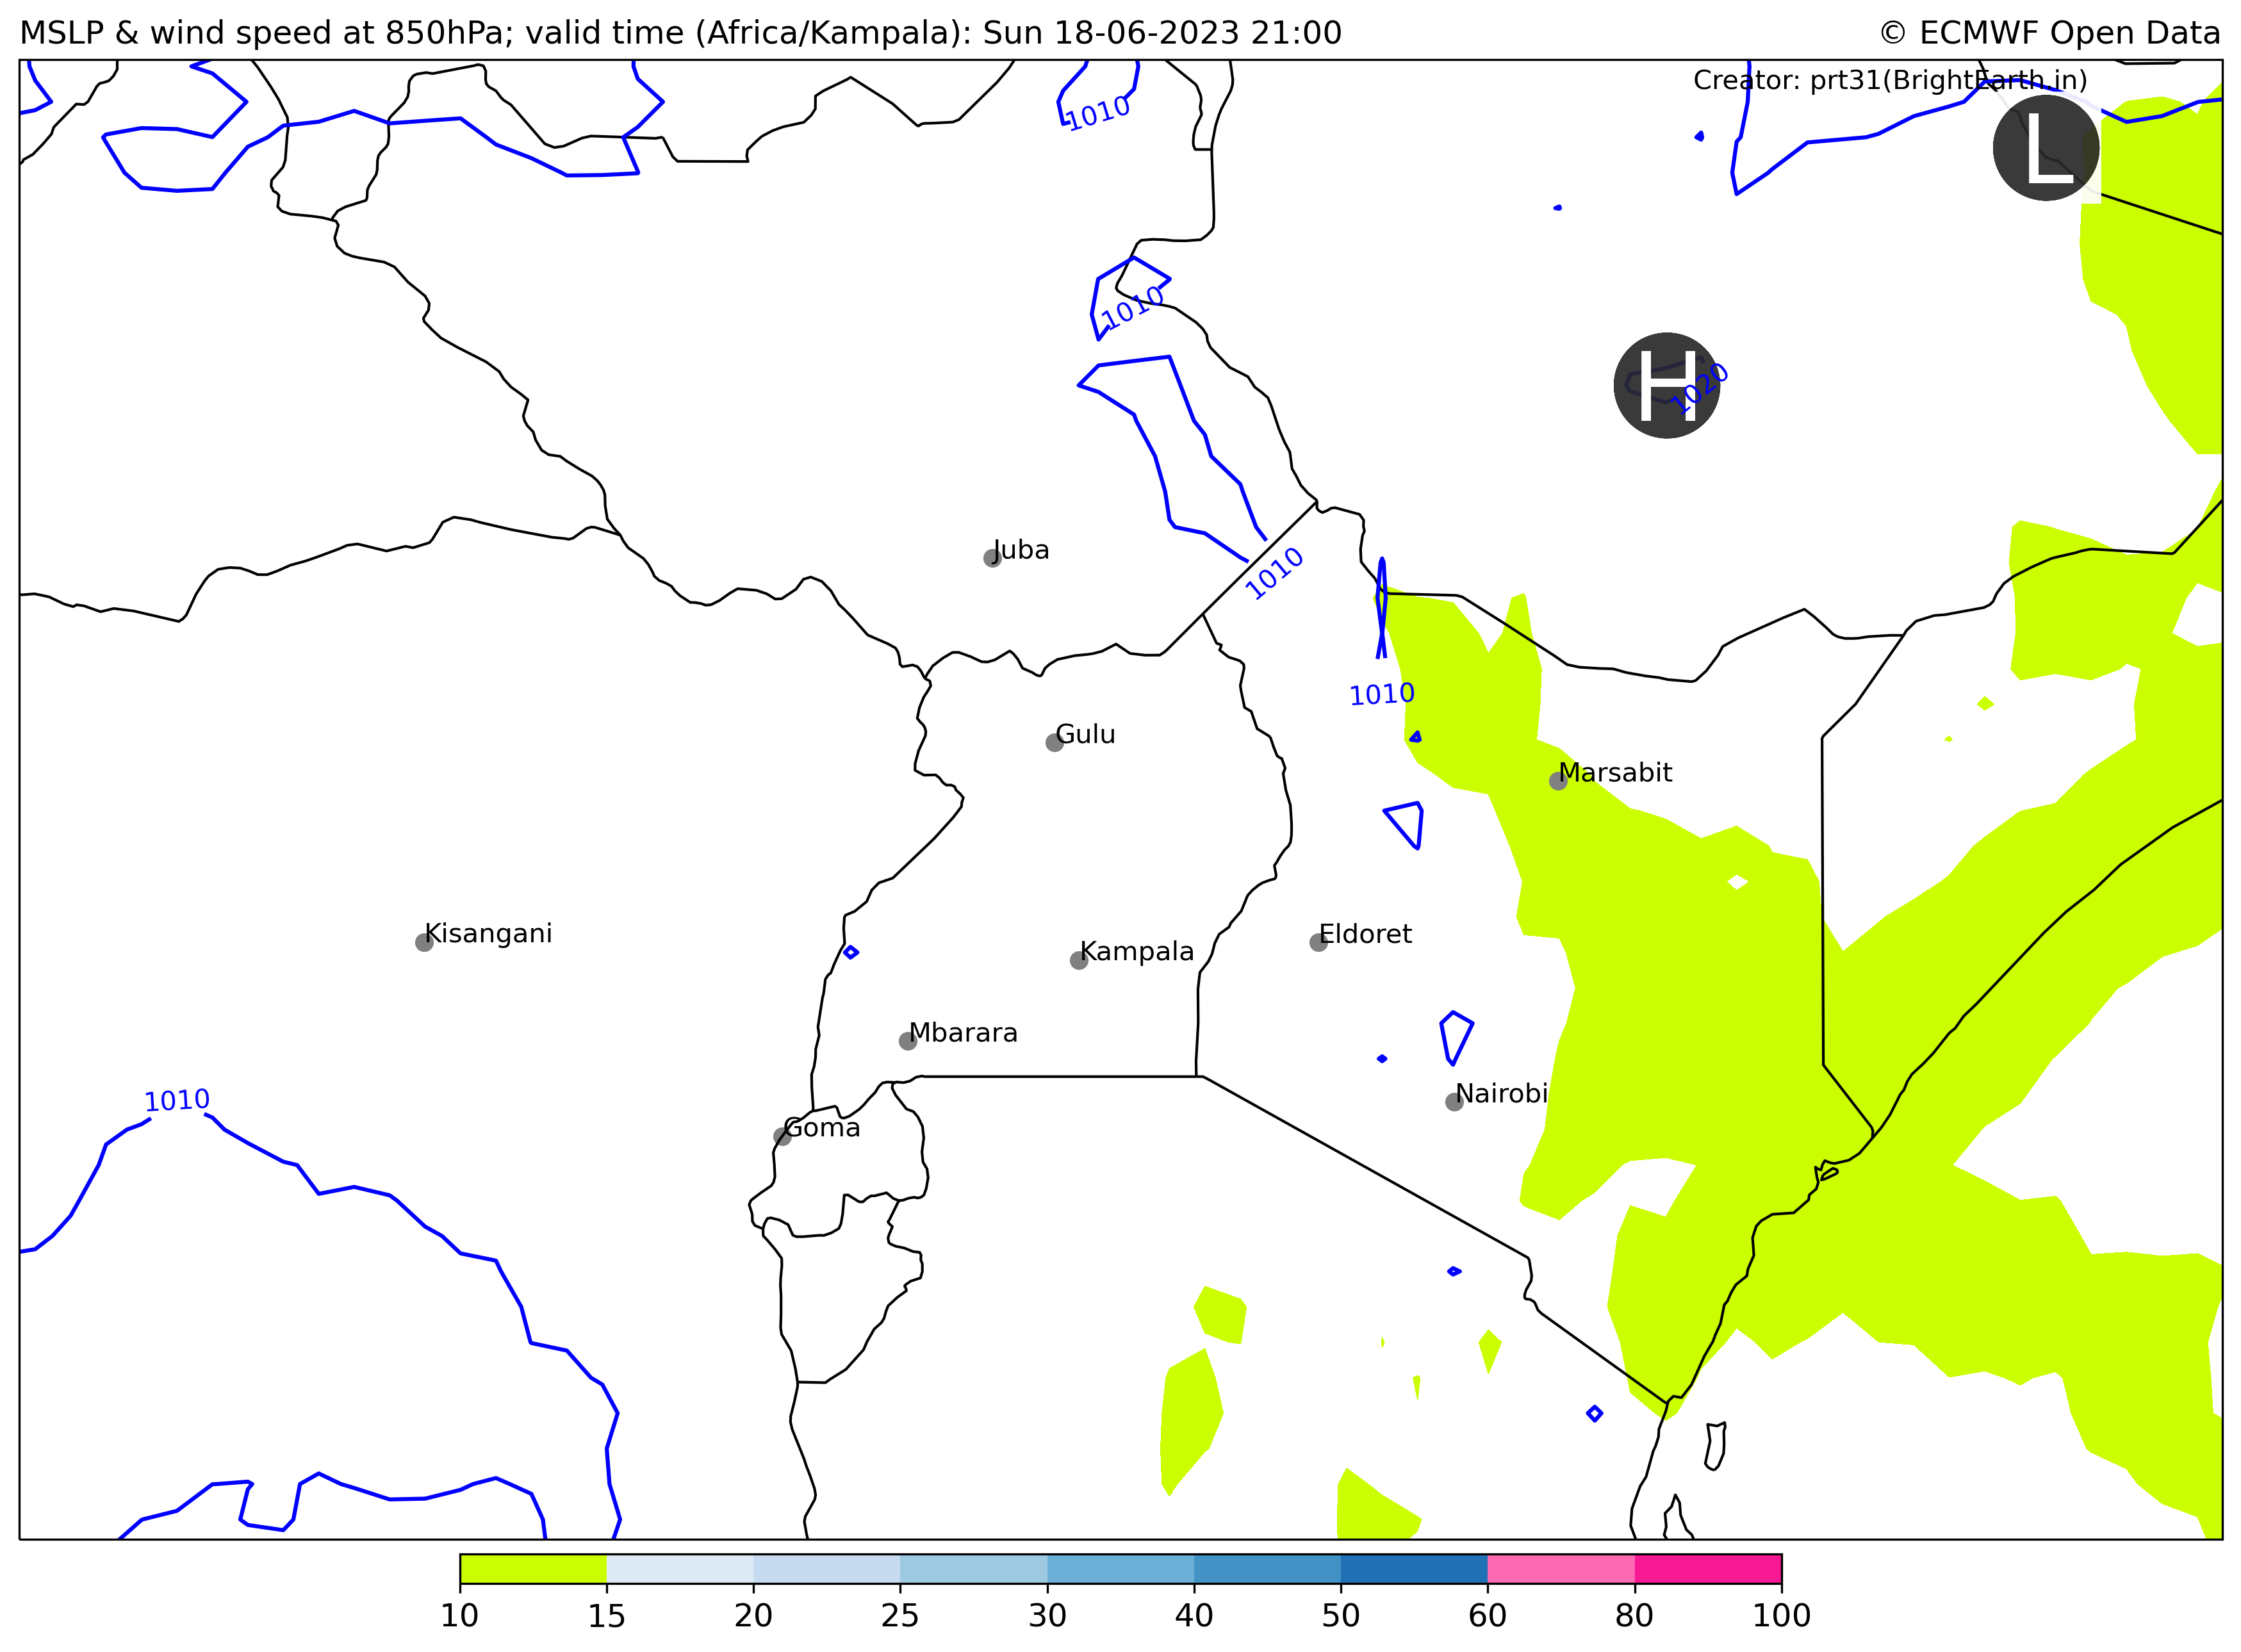 MSLP & wind speed at 850hPa; valid time (Africa/Kampala): Sun 18-06-2023 21:00
© ECMWF Open Data
Creator: prt31(BrightEarth.in)
1010
L
1010
H
1020
Juba
1010
1010
Gulu
Marsabit
Kisangani
Eldoret
Kampala
Mbarara
Nairobi
1010
Goma
10 15 20 25 30 40 50 60 80 100